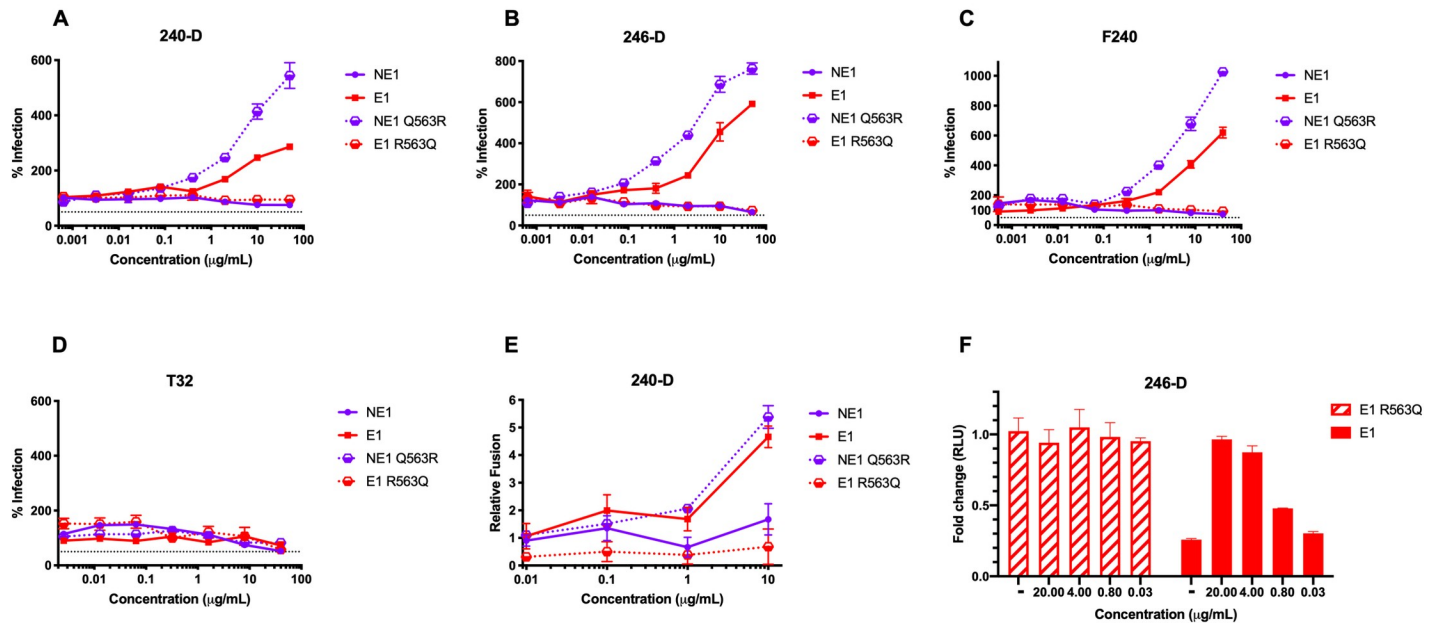 A
240-D
% Infection
600
400
200
0
0.001
0.01
0.1
1
10
100
Concentration (μg/mL)
NE1
E1
NE1 Q563R
E1 R563Q
B
246-D
% Infection
800
600
400
200
0
0.001
0.01
0.1
1
10
100
Concentration (μg/mL)
NE1
E1
NE1 Q563R
E1 R563Q
C
F240
% Infection
1000
800
600
400
200
100
0
0.001
0.01
0.1
1
10
100
Concentration (μg/mL)
NE1
E1
NE1 Q563R
E1 R563Q
D
T32
% Infection
600
400
200
0
0.01
0.1
1
10
100
Concentration (μg/mL)
NE1
E1
NE1 Q563R
E1 R563Q
E
240-D
Relative Fusion
6
5
4
3
2
1
0
0.01
0.1
1
10
Concentration (μg/mL)
NE1
E1
NE1 Q563R
E1 R563Q
F
246-D
Fold change (RLU)
1.0
0.5
0.0
- 20.00 4.00 0.80 0.03 - 20.00 4.00 0.80 0.03
Concentration (μg/mL)
E1 R563Q
E1